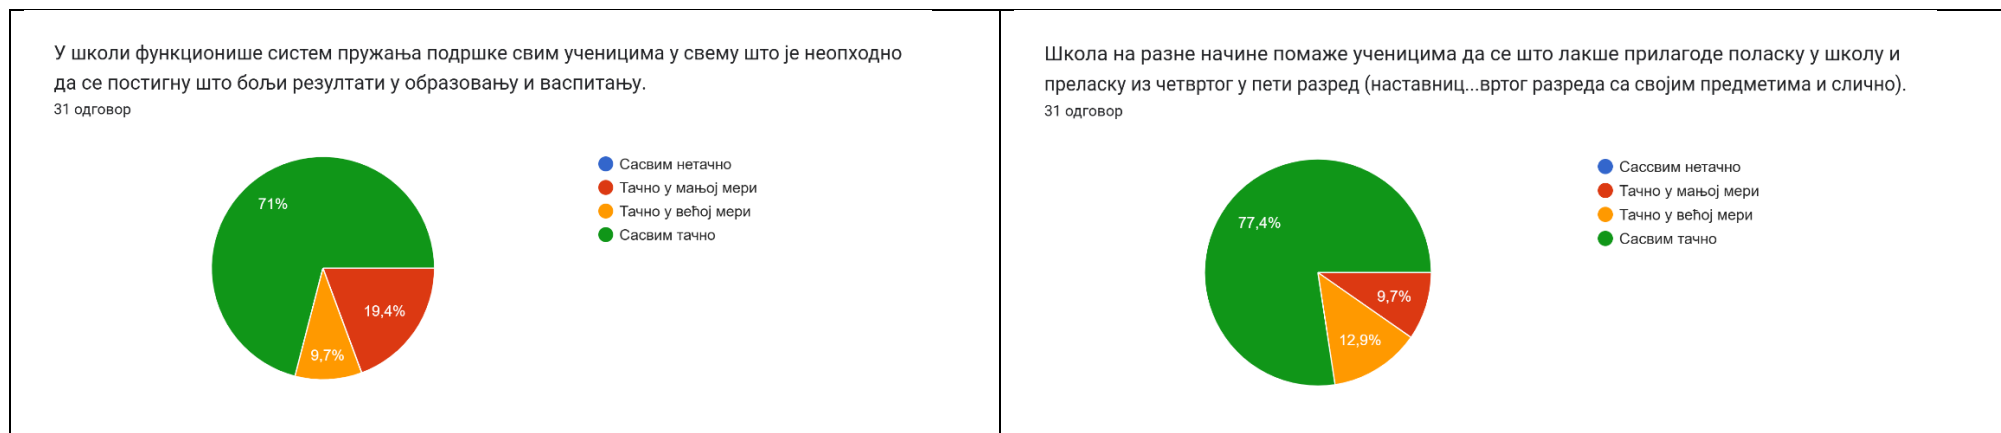 У школи функционише систем пружања подршке свим ученицима у свему што је неопходно
да се постигну што бољи резултати у образовању и васпитању.
31 одговор
71%
19,4%
9,7%
Сасвим нетачно
Тачно у мањој мери
Тачно у већој мери
Сасвим тачно
Школа на разне начине помаже ученицима да се што лакше прилагоде поласку у школу и
преласку из четвртог у пети разред (наставниц...вртог разреда са својим предметима и слично).
31 одговор
77,4%
9,7%
12,9%
Сассвим нетачно
Тачно у мањој мери
Тачно у већој мери
Сасвим тачно